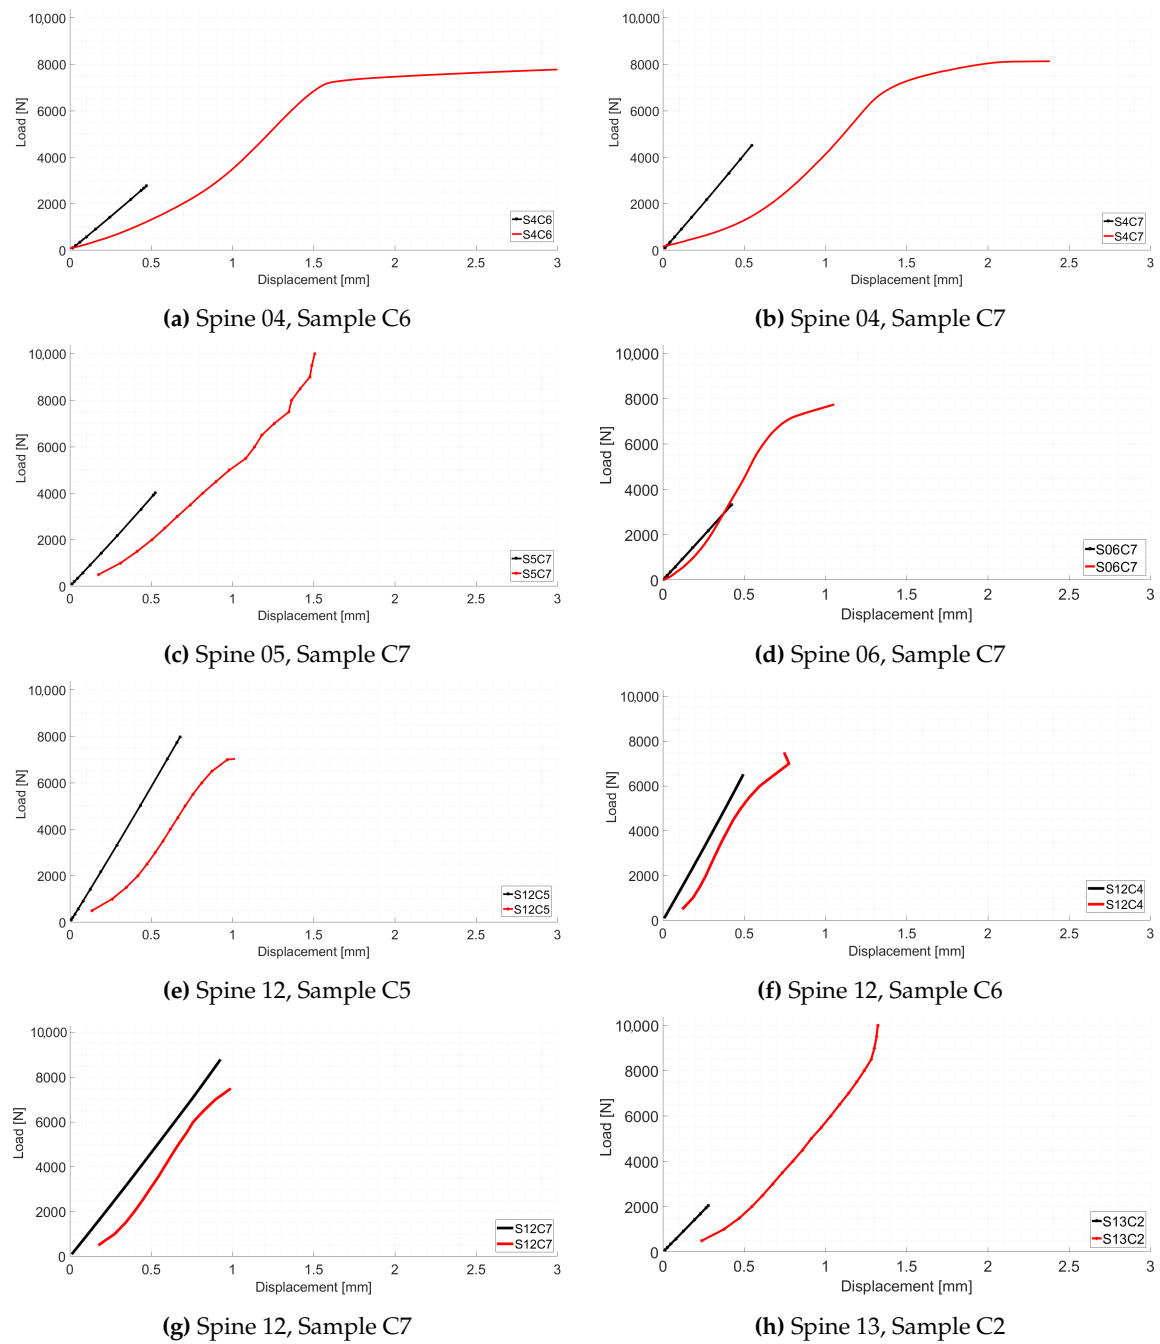 10,000
8000
6000
4000
2000
0
Load [N]
0 0.5 1 1.5 2 2.5 3
Displacement [mm]
S4C6
S4C6
(a) Spine 04, Sample C6
10,000
8000
6000
4000
2000
0
Load [N]
0 0.5 1 1.5 2 2.5 3
Displacement [mm]
S4C7
S4C7
(b) Spine 04, Sample C7
10,000
8000
6000
4000
2000
0
Load [N]
0 0.5 1 1.5 2 2.5 3
Displacement [mm]
S5C7
S5C7
(c) Spine 05, Sample C7
10,000
8000
6000
4000
2000
0
Load [N]
0 0.5 1 1.5 2 2.5 3
Displacement [mm]
S06C7
S06C7
(d) Spine 06, Sample C7
10,000
8000
6000
4000
2000
0
Load [N]
0 0.5 1 1.5 2 2.5 3
Displacement [mm]
S12C5
S12C5
(e) Spine 12, Sample C5
10,000
8000
6000
4000
2000
0
Load [N]
0 0.5 1 1.5 2 2.5 3
Displacement [mm]
S12C4
S12C4
(f) Spine 12, Sample C6
10,000
8000
6000
4000
2000
0
Load [N]
0 0.5 1 1.5 2 2.5 3
Displacement [mm]
S12C7
S12C7
(g) Spine 12, Sample C7
10,000
8000
6000
4000
2000
0
Load [N]
0 0.5 1 1.5 2 2.5 3
Displacement [mm]
S13C2
S13C2
(h) Spine 13, Sample C2